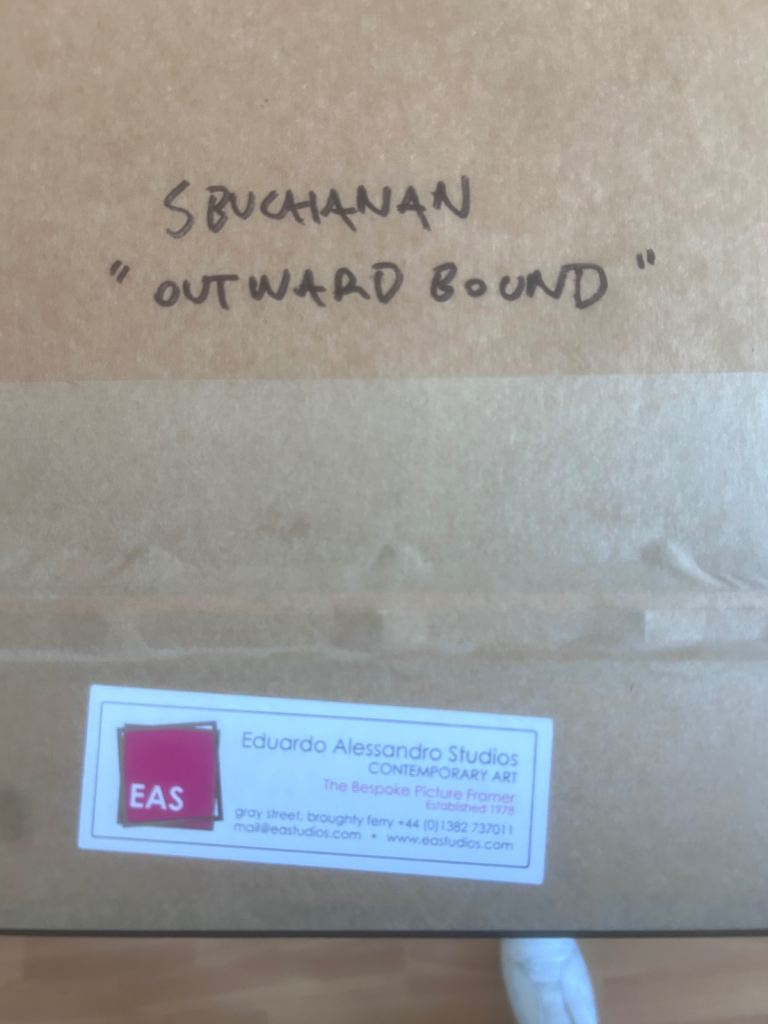 S BUCHANAN
" OUTWARD BOUND "
EAS
Eduardo Alessandro Studios
CONTEMPORARY ART
The Bespoke Picture Framer
Established 1978
gray street, broughty ferry +44 (0)1382 737011
mail@eastudios.com • www.eastudios.com